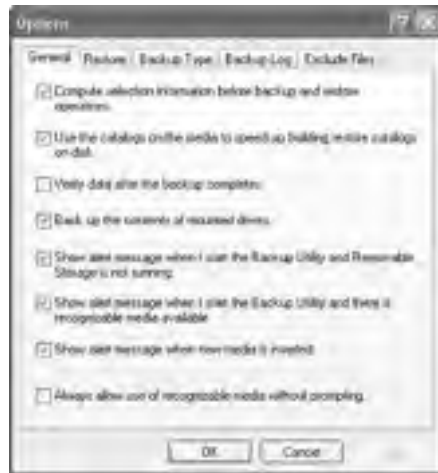 Options
General Restore Backup Type Backup Log Exclude Files
Compute selection information before backup and restore
operations.
Use the catalogs on the media to speed up building restore catalogs
on disk.
Verify data after the backup completes.
Back up the contents of mounted drives.
Show alert message when I start the Backup Utility and Removable
Storage is not running.
Show alert message when I start the Backup Utility and there is
recognizable media available.
Show alert message when new media is inserted.
Always allow use of recognizable media without prompting.
OK Cancel